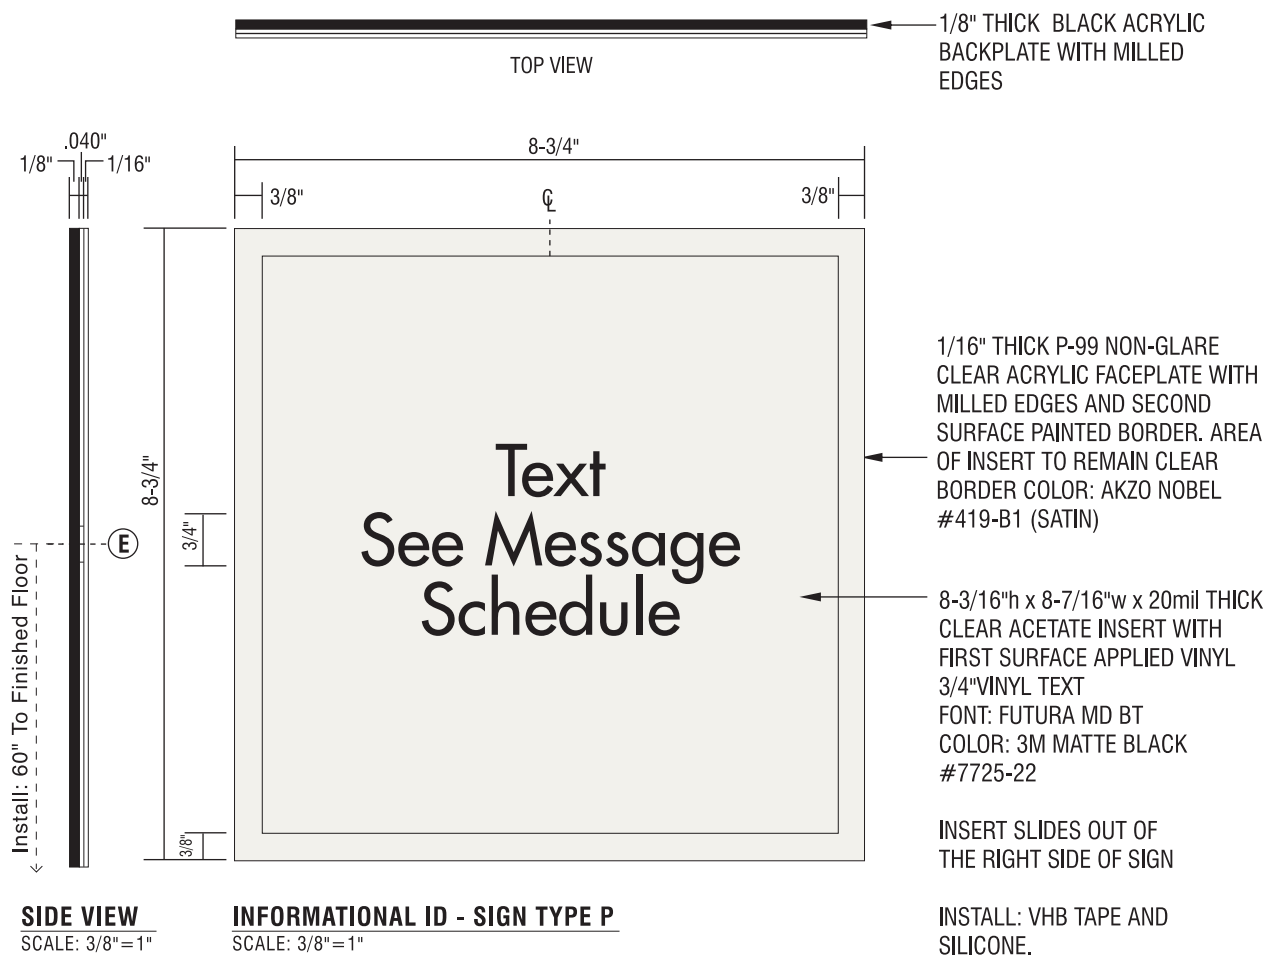 1/8" THICK BLACK ACRYLIC
BACKPLATE WITH MILLED
EDGES
TOP VIEW
.040"
1/8"
1/16"
8-3/4"
3/8"
CL
3/8"
8-3/4"
3/4"
E
Install: 60" To Finished Floor
3/8"
Text
See Message
Schedule
1/16" THICK P-99 NON-GLARE
CLEAR ACRYLIC FACEPLATE WITH
MILLED EDGES AND SECOND
SURFACE PAINTED BORDER. AREA
OF INSERT TO REMAIN CLEAR
BORDER COLOR: AKZO NOBEL
#419-B1 (SATIN)
8-3/16"h x 8-7/16"w x 20mil THICK
CLEAR ACETATE INSERT WITH
FIRST SURFACE APPLIED VINYL
3/4"VINYL TEXT
FONT: FUTURA MD BT
COLOR: 3M MATTE BLACK
#7725-22
INSERT SLIDES OUT OF
THE RIGHT SIDE OF SIGN
INSTALL: VHB TAPE AND
SILICONE.
SIDE VIEW
SCALE: 3/8"=1"
INFORMATIONAL ID - SIGN TYPE P
SCALE: 3/8"=1"